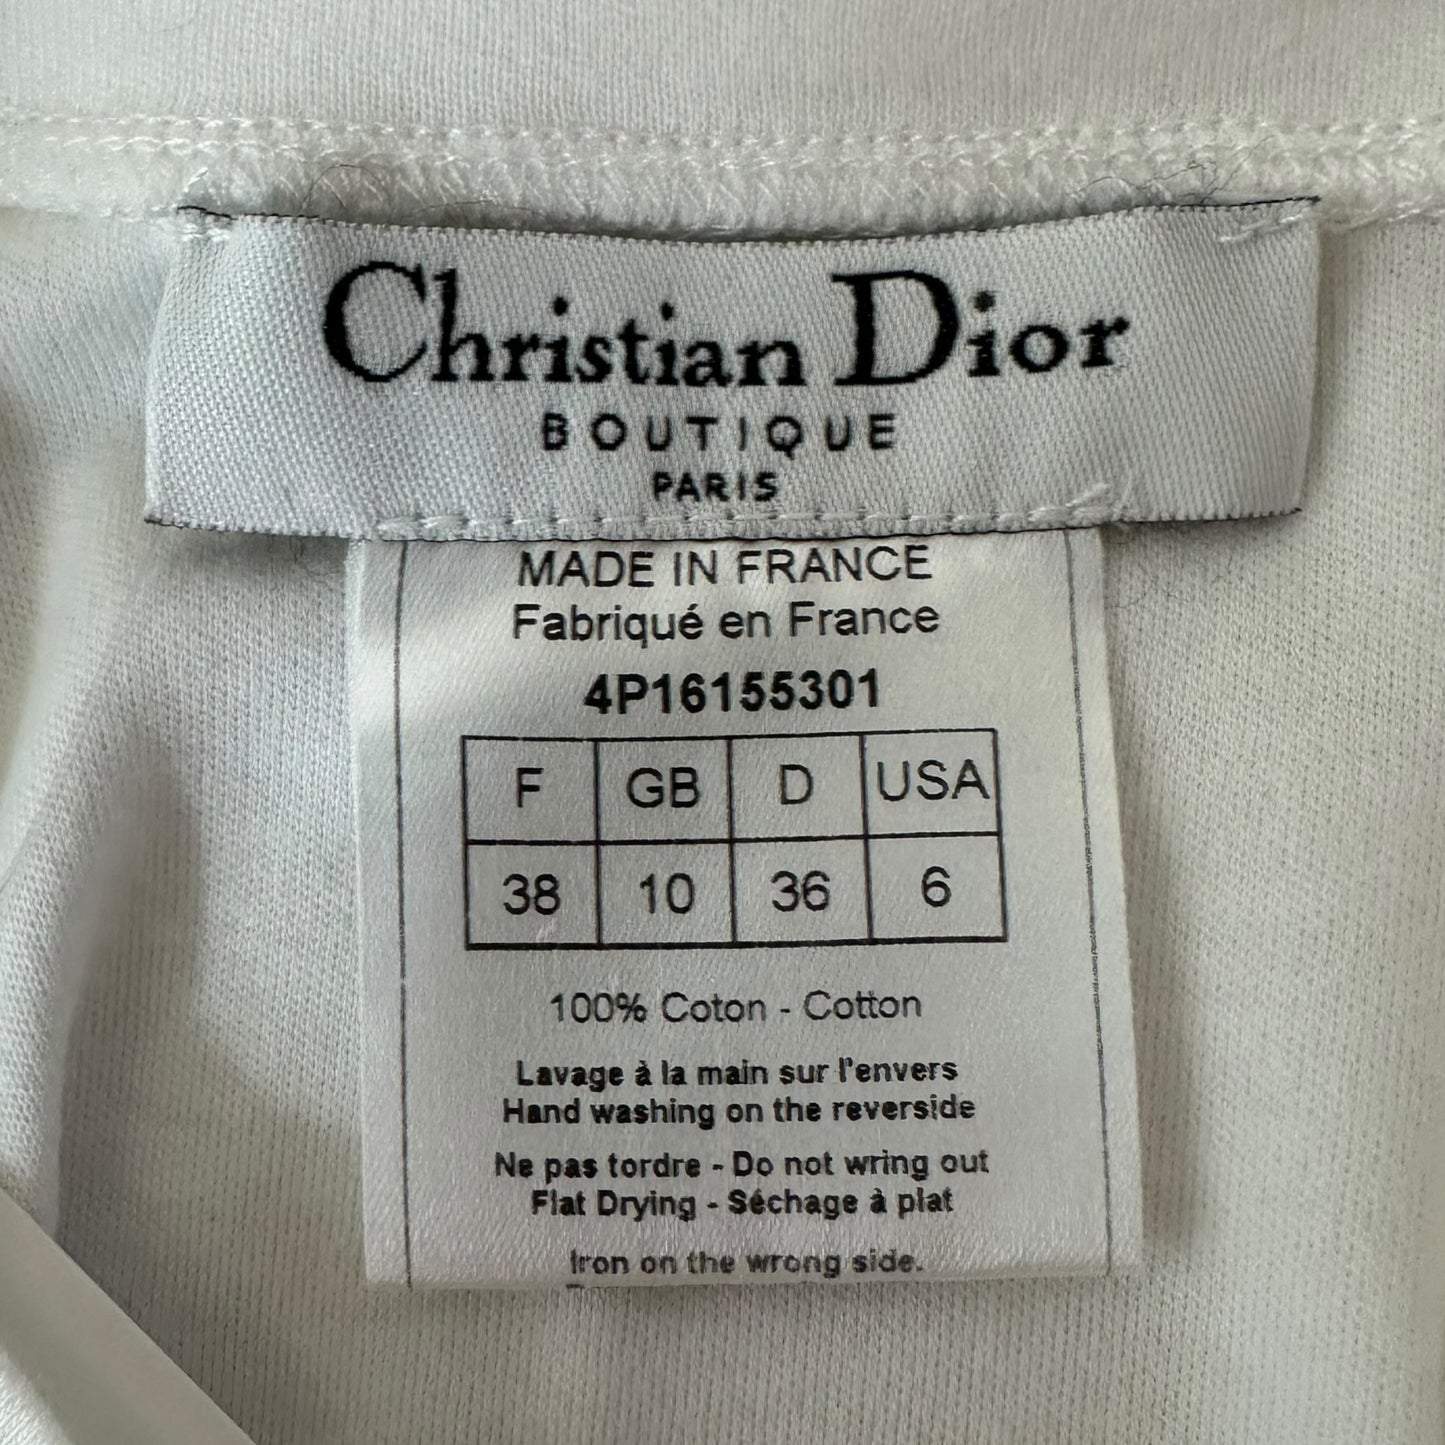 Christian Dior
BOUTIQUE
PARIS
MADE IN FRANCE
Fabriqué en France
4P16155301
F GB D USA
38 10 36 6
100% Coton - Cotton
Lavage à la main sur l'envers
Hand washing on the reverside
Ne pas tordre - Do not wring out
Flat Drying - Séchage à plat
Iron on the wrong side.